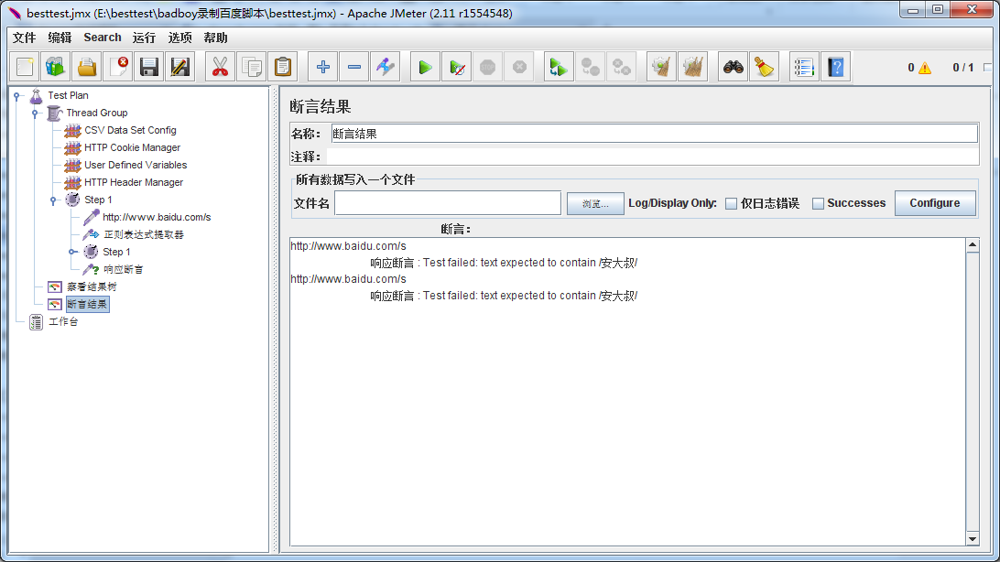 besttest.jmx (E:\besttest\badboy录制百度脚本\besttest.jmx) - Apache JMeter (2.11 r1554548)
文件 编辑 Search 运行 选项 帮助
0 0 / 1
Test Plan
Thread Group
CSV Data Set Config
HTTP Cookie Manager
User Defined Variables
HTTP Header Manager
Step 1
http://www.baidu.com/s
正则表达式提取器
Step 1
响应断言
察看结果树
断言结果
工作台
断言结果
名称： 断言结果
注释：
所有数据写入一个文件
文件名 浏览... Log/Display Only: 仅日志错误 Successes Configure
断言：
http://www.baidu.com/s
响应断言 : Test failed: text expected to contain /安大叔/
http://www.baidu.com/s
响应断言 : Test failed: text expected to contain /安大叔/